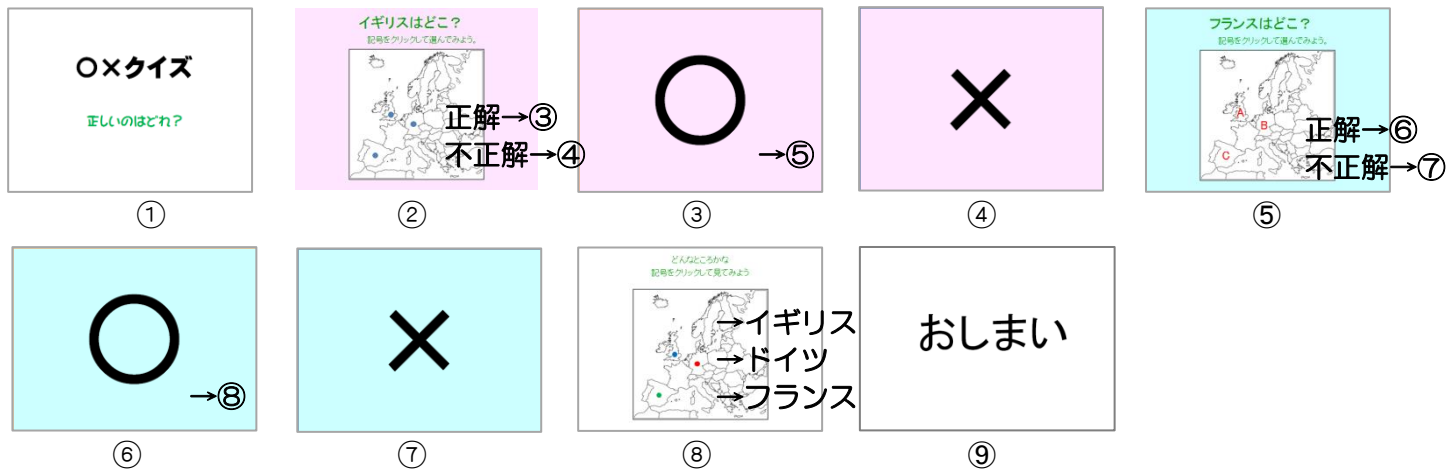 ○×クイズ
正しいのはどれ？
①
イギリスはどこ？
記号をクリックして選んでみよう。
正解→③
不正解→④
②
→⑤
③
④
フランスはどこ？
記号をクリックして選んでみよう。
A
B
C
正解→⑥
不正解→⑦
⑤
→⑧
⑥
⑦
どんなところかな
記号をクリックして見てみよう
→イギリス
→ドイツ
→フランス
⑧
おしまい
⑨